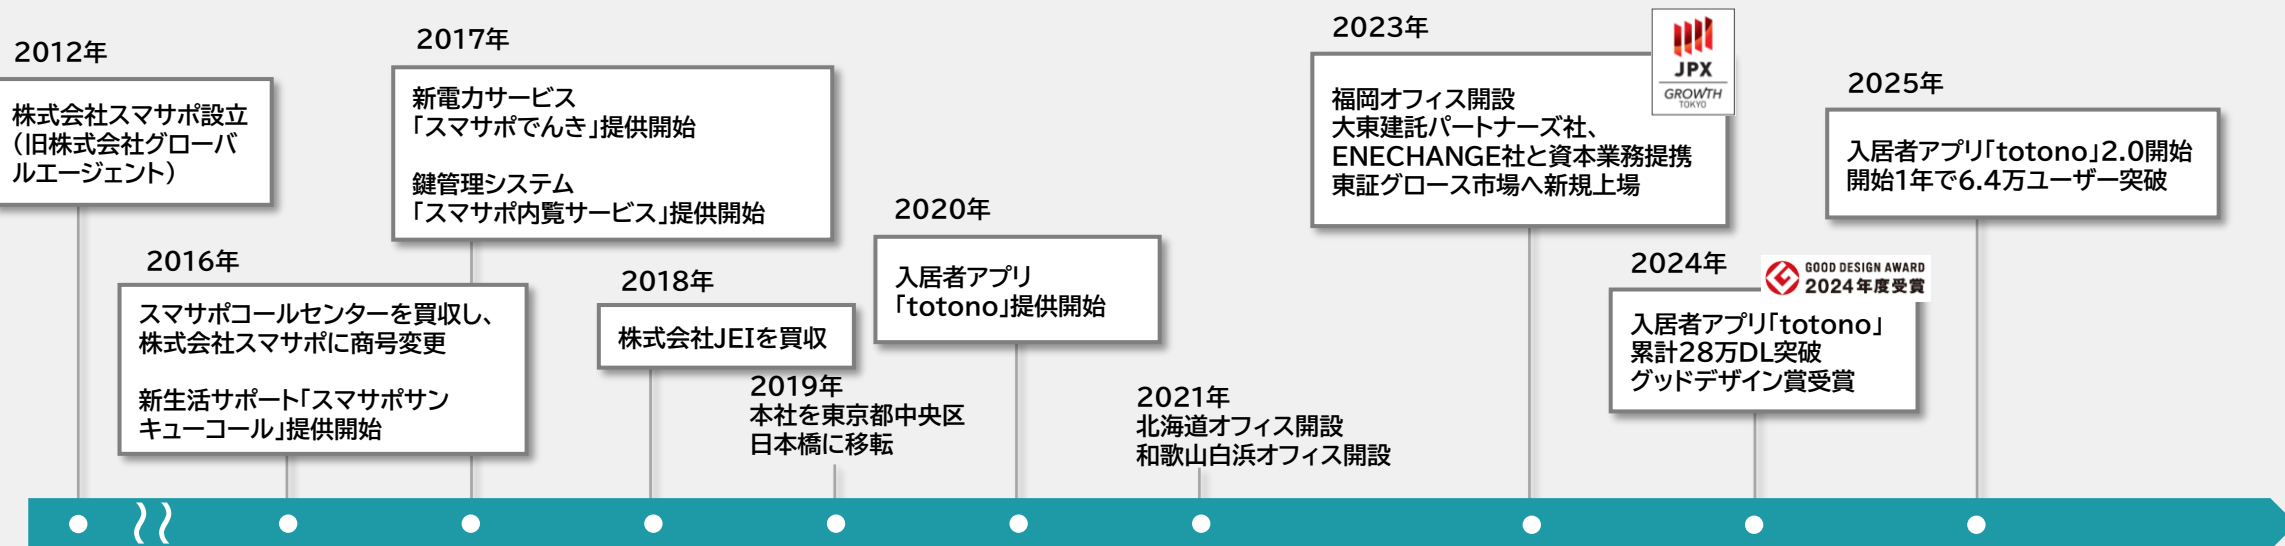 2012年
株式会社スマサポ設立
（旧株式会社グローバ
ルエージェント）
2016年
スマサポコールセンターを買収し、
株式会社スマサポに商号変更
新生活サポート「スマサポサン
キューコール」提供開始
2017年
新電力サービス
「スマサポでんき」提供開始
鍵管理システム
「スマサポ内覧サービス」提供開始
2018年
株式会社JEIを買収
2019年
本社を東京都中央区
日本橋に移転
2020年
入居者アプリ
「totono」提供開始
2021年
北海道オフィス開設
和歌山白浜オフィス開設
2023年
JPX
GROWTH
TOKYO
福岡オフィス開設
大東建託パートナーズ社、
ENECHANGE社と資本業務提携
東証グロース市場へ新規上場
2024年
GOOD DESIGN AWARD
2024年度受賞
入居者アプリ「totono」
累計28万DL突破
グッドデザイン賞受賞
2025年
入居者アプリ「totono」2.0開始
開始1年で6.4万ユーザー突破